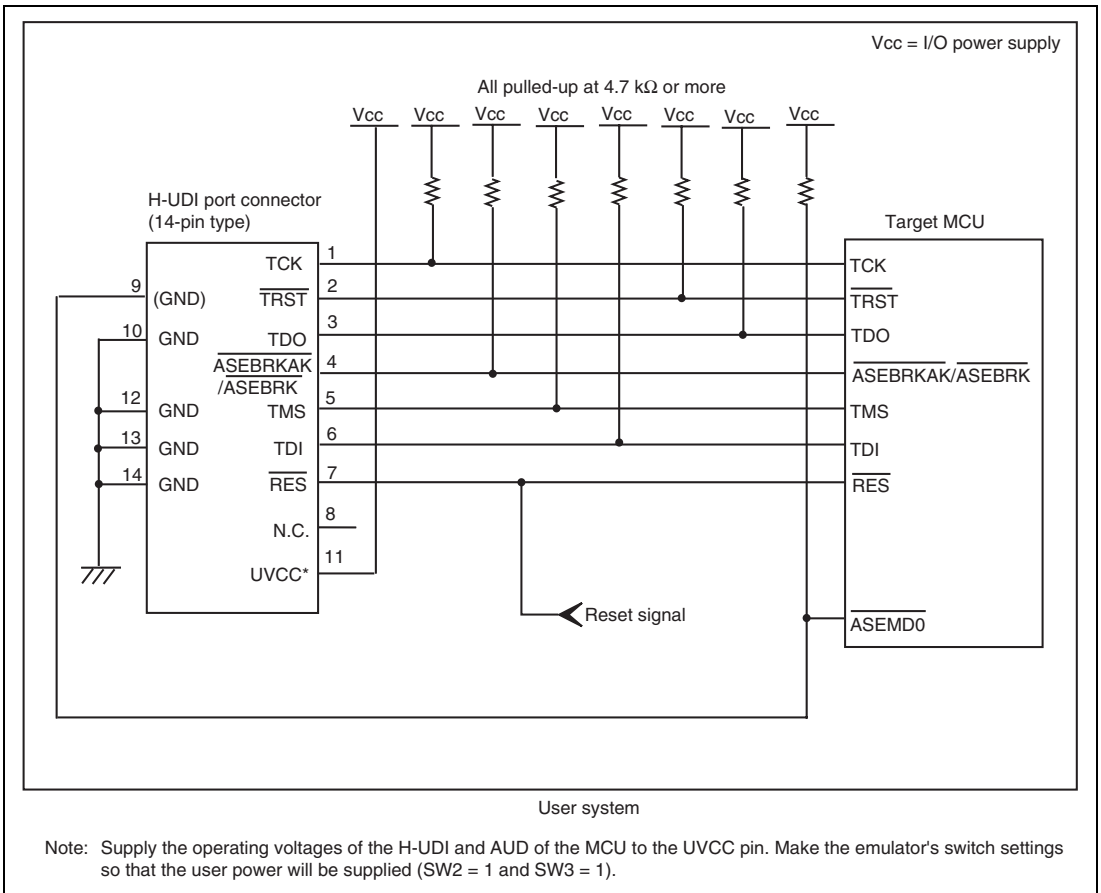 Vcc = I/O power supply
All pulled-up at 4.7 kΩ or more
Vcc Vcc Vcc Vcc Vcc Vcc Vcc Vcc
H-UDI port connector
(14-pin type)
Target MCU
TCK 1 TCK
9 (GND) TRST 2 TRST
10 GND TDO 3 TDO
ASEBRKAK 4 ASEBRKAK/ASEBRK
/ASEBRK
12 GND TMS 5 TMS
13 GND TDI 6 TDI
14 GND RES 7 RES
N.C. 8
UVCC* 11
Reset signal
ASEMD0
User system
Note: Supply the operating voltages of the H-UDI and AUD of the MCU to the UVCC pin. Make the emulator's switch settings
so that the user power will be supplied (SW2 = 1 and SW3 = 1).